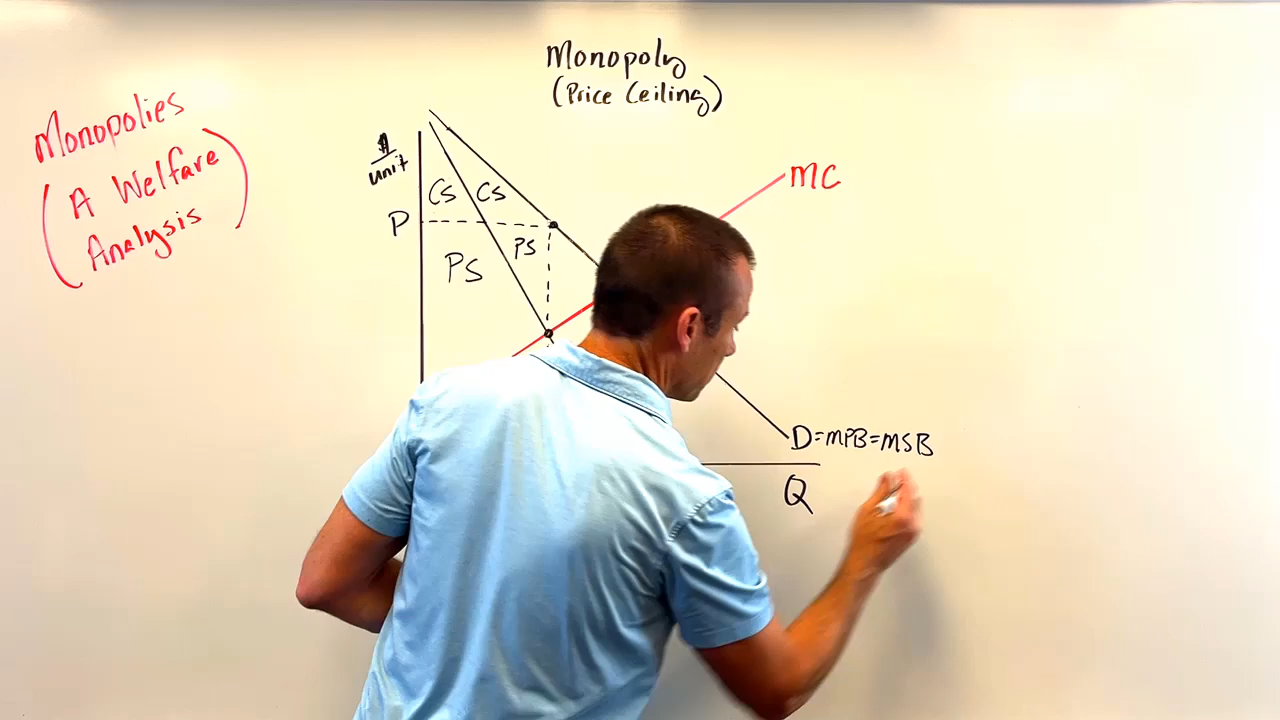 Monopoly
(Price Ceiling)
Monopolies
(A Welfare
Analysis)
$
unit
CS CS
P
PS
PS
MC
D=MPB=MSB
Q